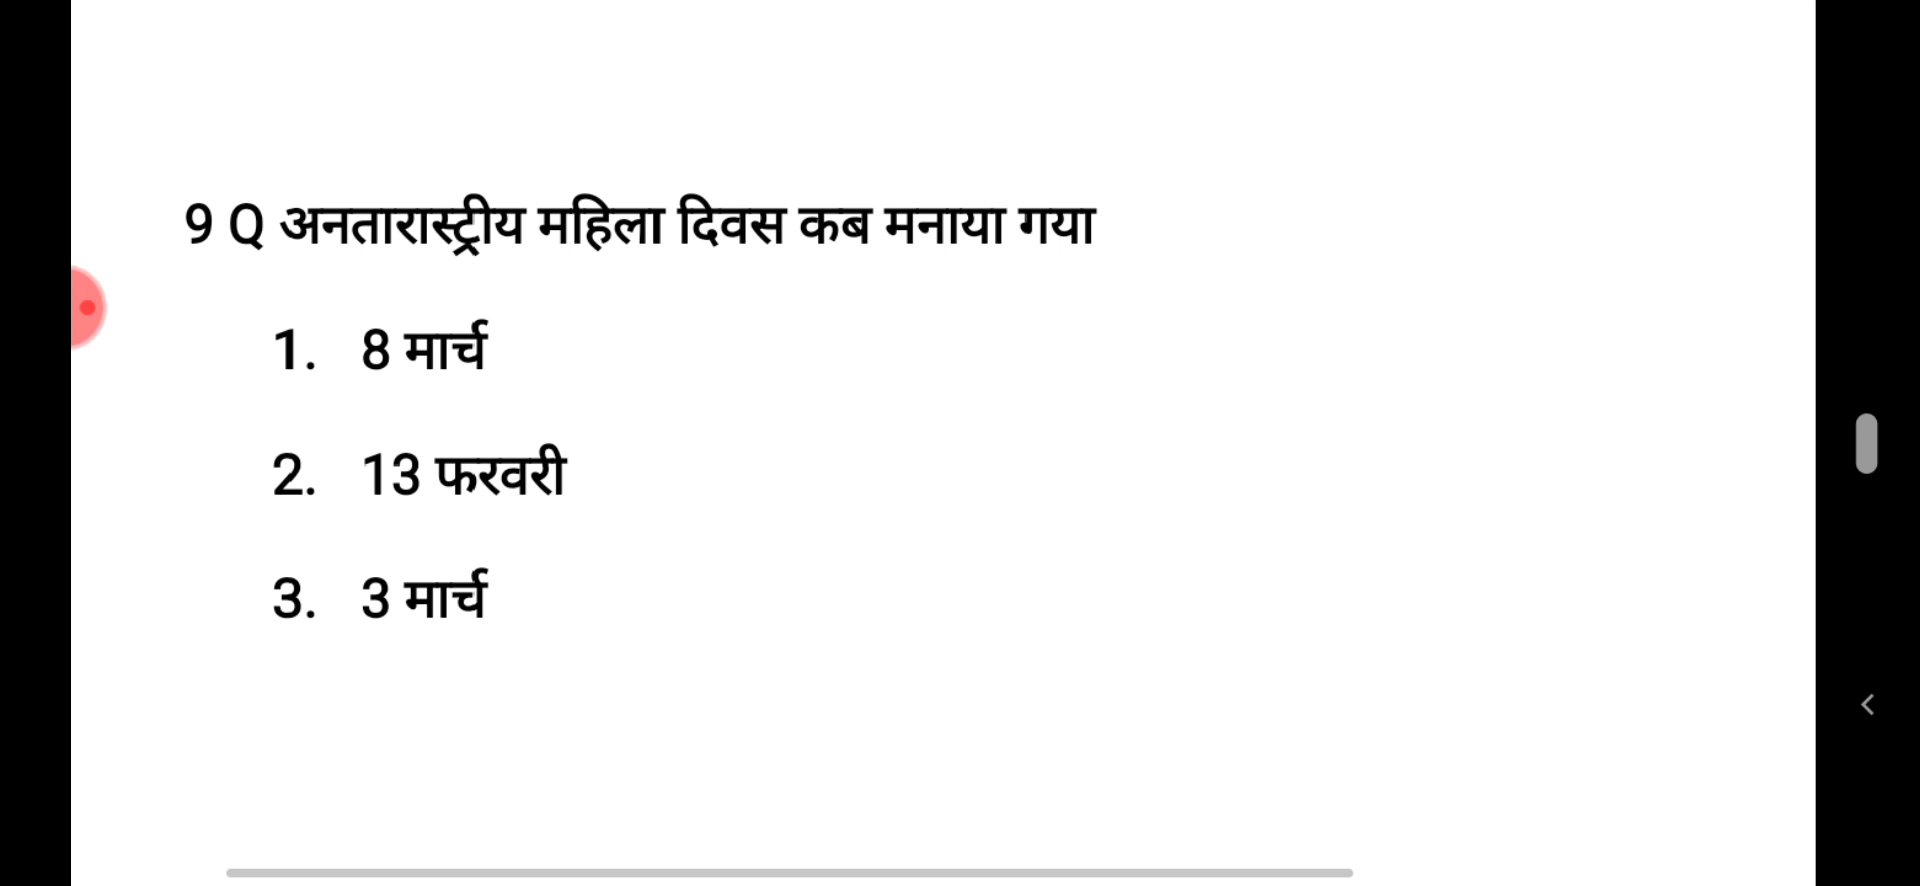 9 Q अनतारास्ट्रीय महिला दिवस कब मनाया गया
1. 8 मार्च
2. 13 फरवरी
3. 3 मार्च